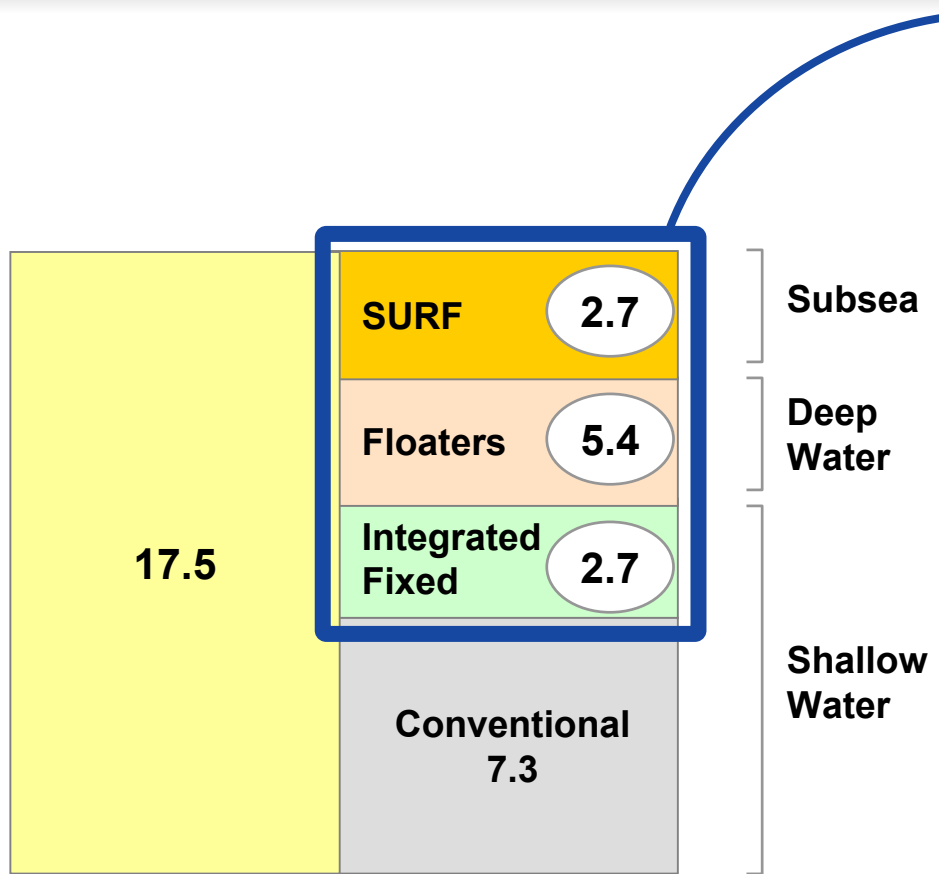 17.5
SURF
2.7
Floaters
5.4
Integrated
Fixed
2.7
Conventional
7.3
Subsea
Deep
Water
Shallow
Water